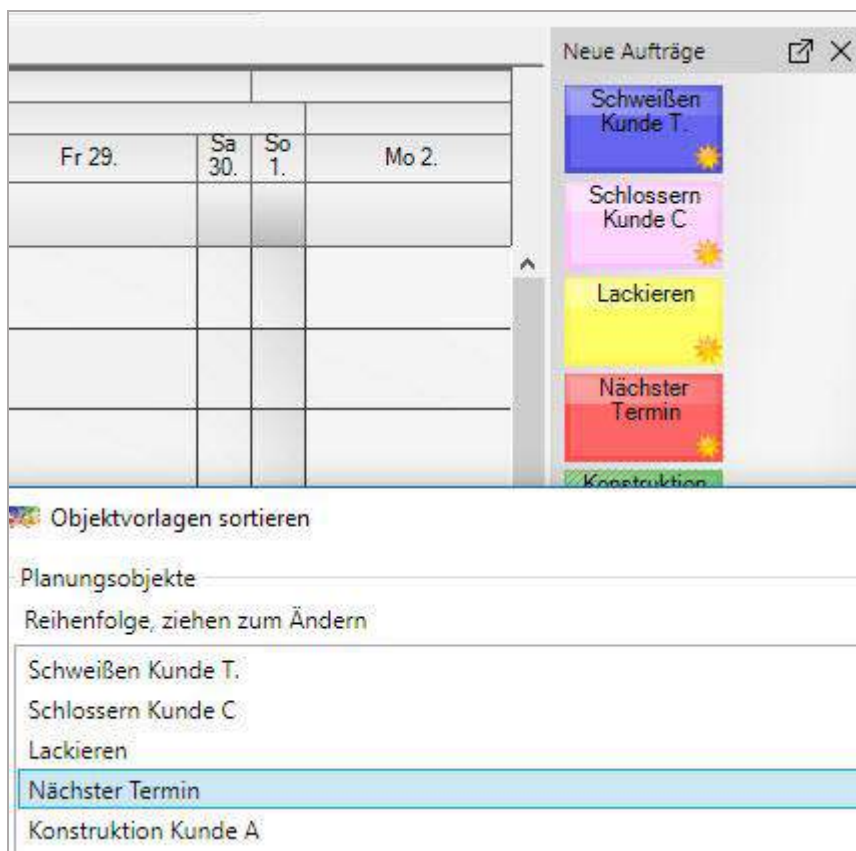 Neue Aufträge
Schweißen
Kunde T.
Fr 29.
Sa
30.
So
1.
Mo 2.
Schlossern
Kunde C
Lackieren
Nächster
Termin
Konstruktion
Objektvorlagen sortieren
Planungsobjekte
Reihenfolge, ziehen zum Ändern
Schweißen Kunde T.
Schlossern Kunde C
Lackieren
Nächster Termin
Konstruktion Kunde A